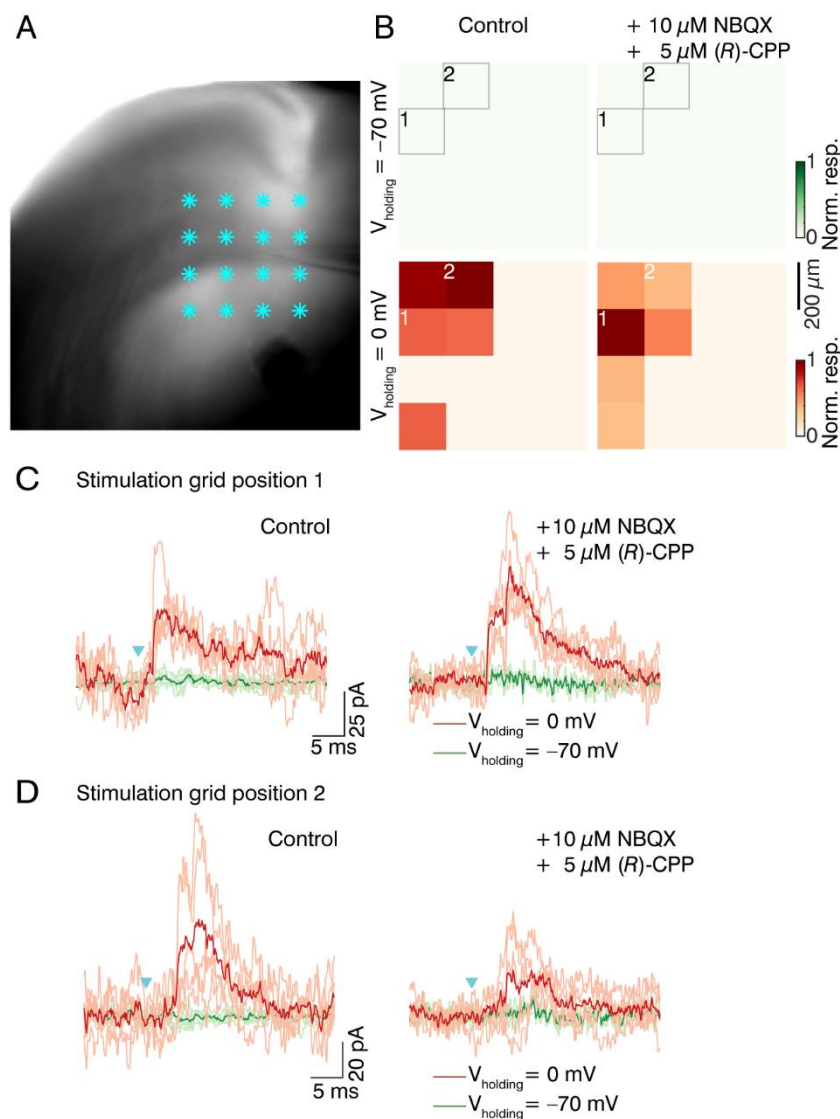 A
B
Control
+ 10 µM NBQX
+ 5 µM (R)-CPP
Vholding = −70 mV
2
1
2
1
1
0
Norm. resp.
Vholding = 0 mV
2
1
2
1
200 µm
1
0
Norm. resp.
C Stimulation grid position 1
Control
+10 µM NBQX
+ 5 µM (R)-CPP
25 pA
5 ms
Vholding = 0 mV
Vholding = −70 mV
D Stimulation grid position 2
Control
+10 µM NBQX
+ 5 µM (R)-CPP
20 pA
5 ms
Vholding = 0 mV
Vholding = −70 mV